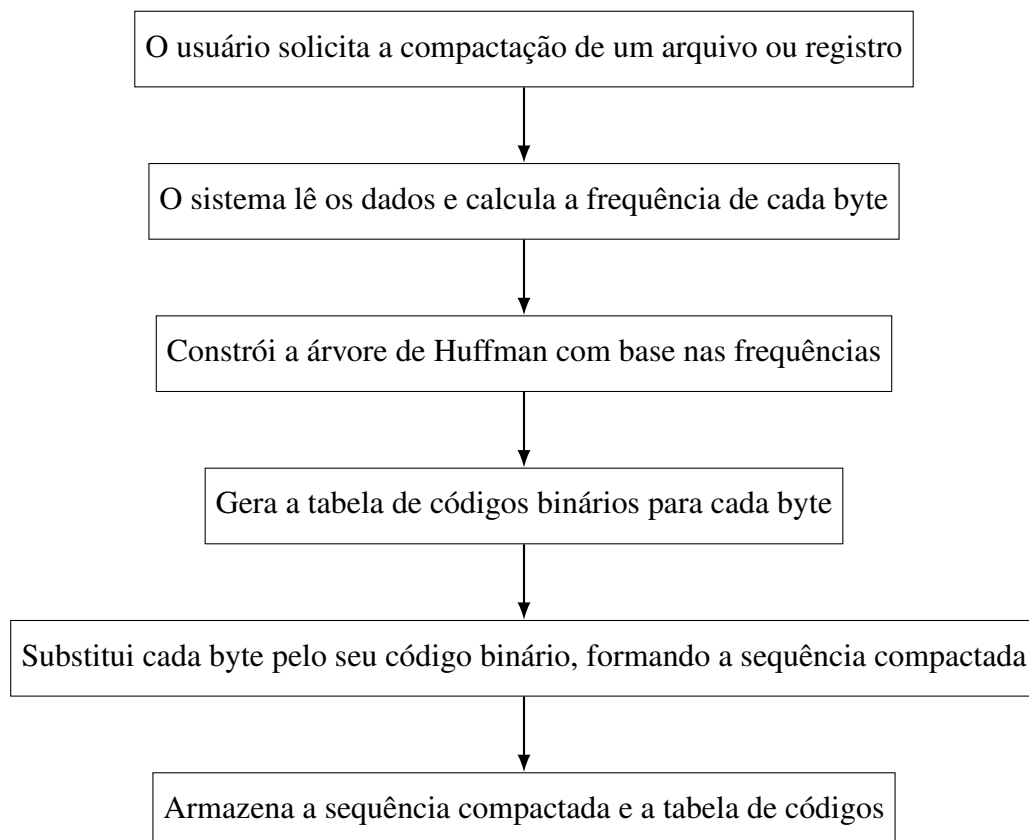 O usuário solicita a compactação de um arquivo ou registro
O sistema lê os dados e calcula a frequência de cada byte
Constrói a árvore de Huffman com base nas frequências
Gera a tabela de códigos binários para cada byte
Substitui cada byte pelo seu código binário, formando a sequência compactada
Armazena a sequência compactada e a tabela de códigos